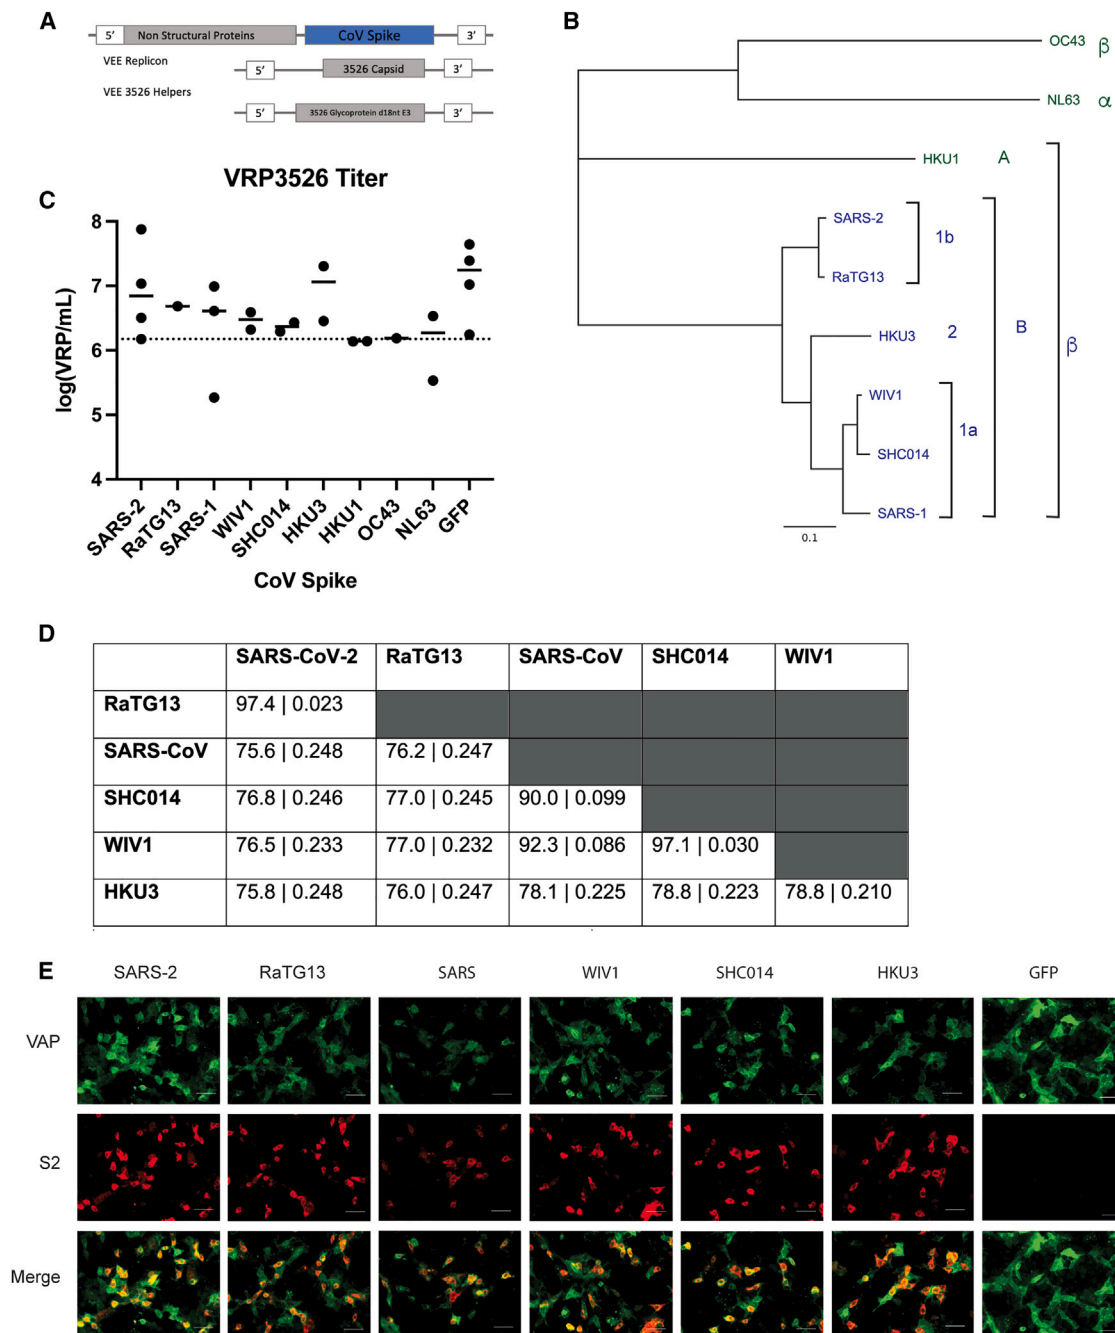 A
5′ Non Structural Proteins CoV Spike 3′
VEE Replicon
5′ 3526 Capsid 3′
VEE 3526 Helpers
5′ 3526 Glycoprotein d18nt E3 3′
B
OC43 β
NL63 α
HKU1 A
SARS-2
1b
RaTG13
HKU3 2
B
β
WIV1
1a
SHC014
SARS-1
0.1
C
VRP3526 Titer
log(VRP/mL)
8
7
6
5
4
SARS-2
RaTG13
SARS-1
WIV1
SHC014
HKU3
HKU1
OC43
NL63
GFP
CoV Spike
D
SARS-CoV-2 RaTG13 SARS-CoV SHC014 WIV1
RaTG13 97.4 | 0.023
SARS-CoV 75.6 | 0.248 76.2 | 0.247
SHC014 76.8 | 0.246 77.0 | 0.245 90.0 | 0.099
WIV1 76.5 | 0.233 77.0 | 0.232 92.3 | 0.086 97.1 | 0.030
HKU3 75.8 | 0.248 76.0 | 0.247 78.1 | 0.225 78.8 | 0.223 78.8 | 0.210
E
SARS-2 RaTG13 SARS WIV1 SHC014 HKU3 GFP
VAP
S2
Merge